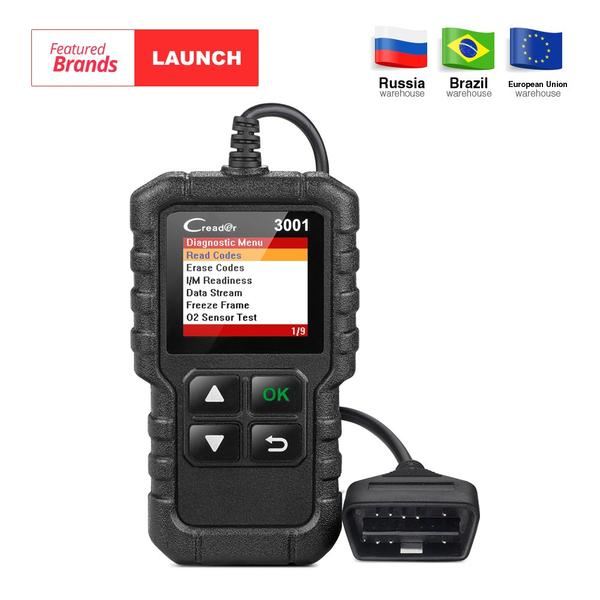 Featured
Brands
LAUNCH
Russia
warehouse
Brazil
warehouse
European Union
warehouse
Creader 3001
Diagnostic Menu
Read Codes
Erase Codes
I/M Readiness
Data Stream
Freeze Frame
O2 Sensor Test
1/9
OK